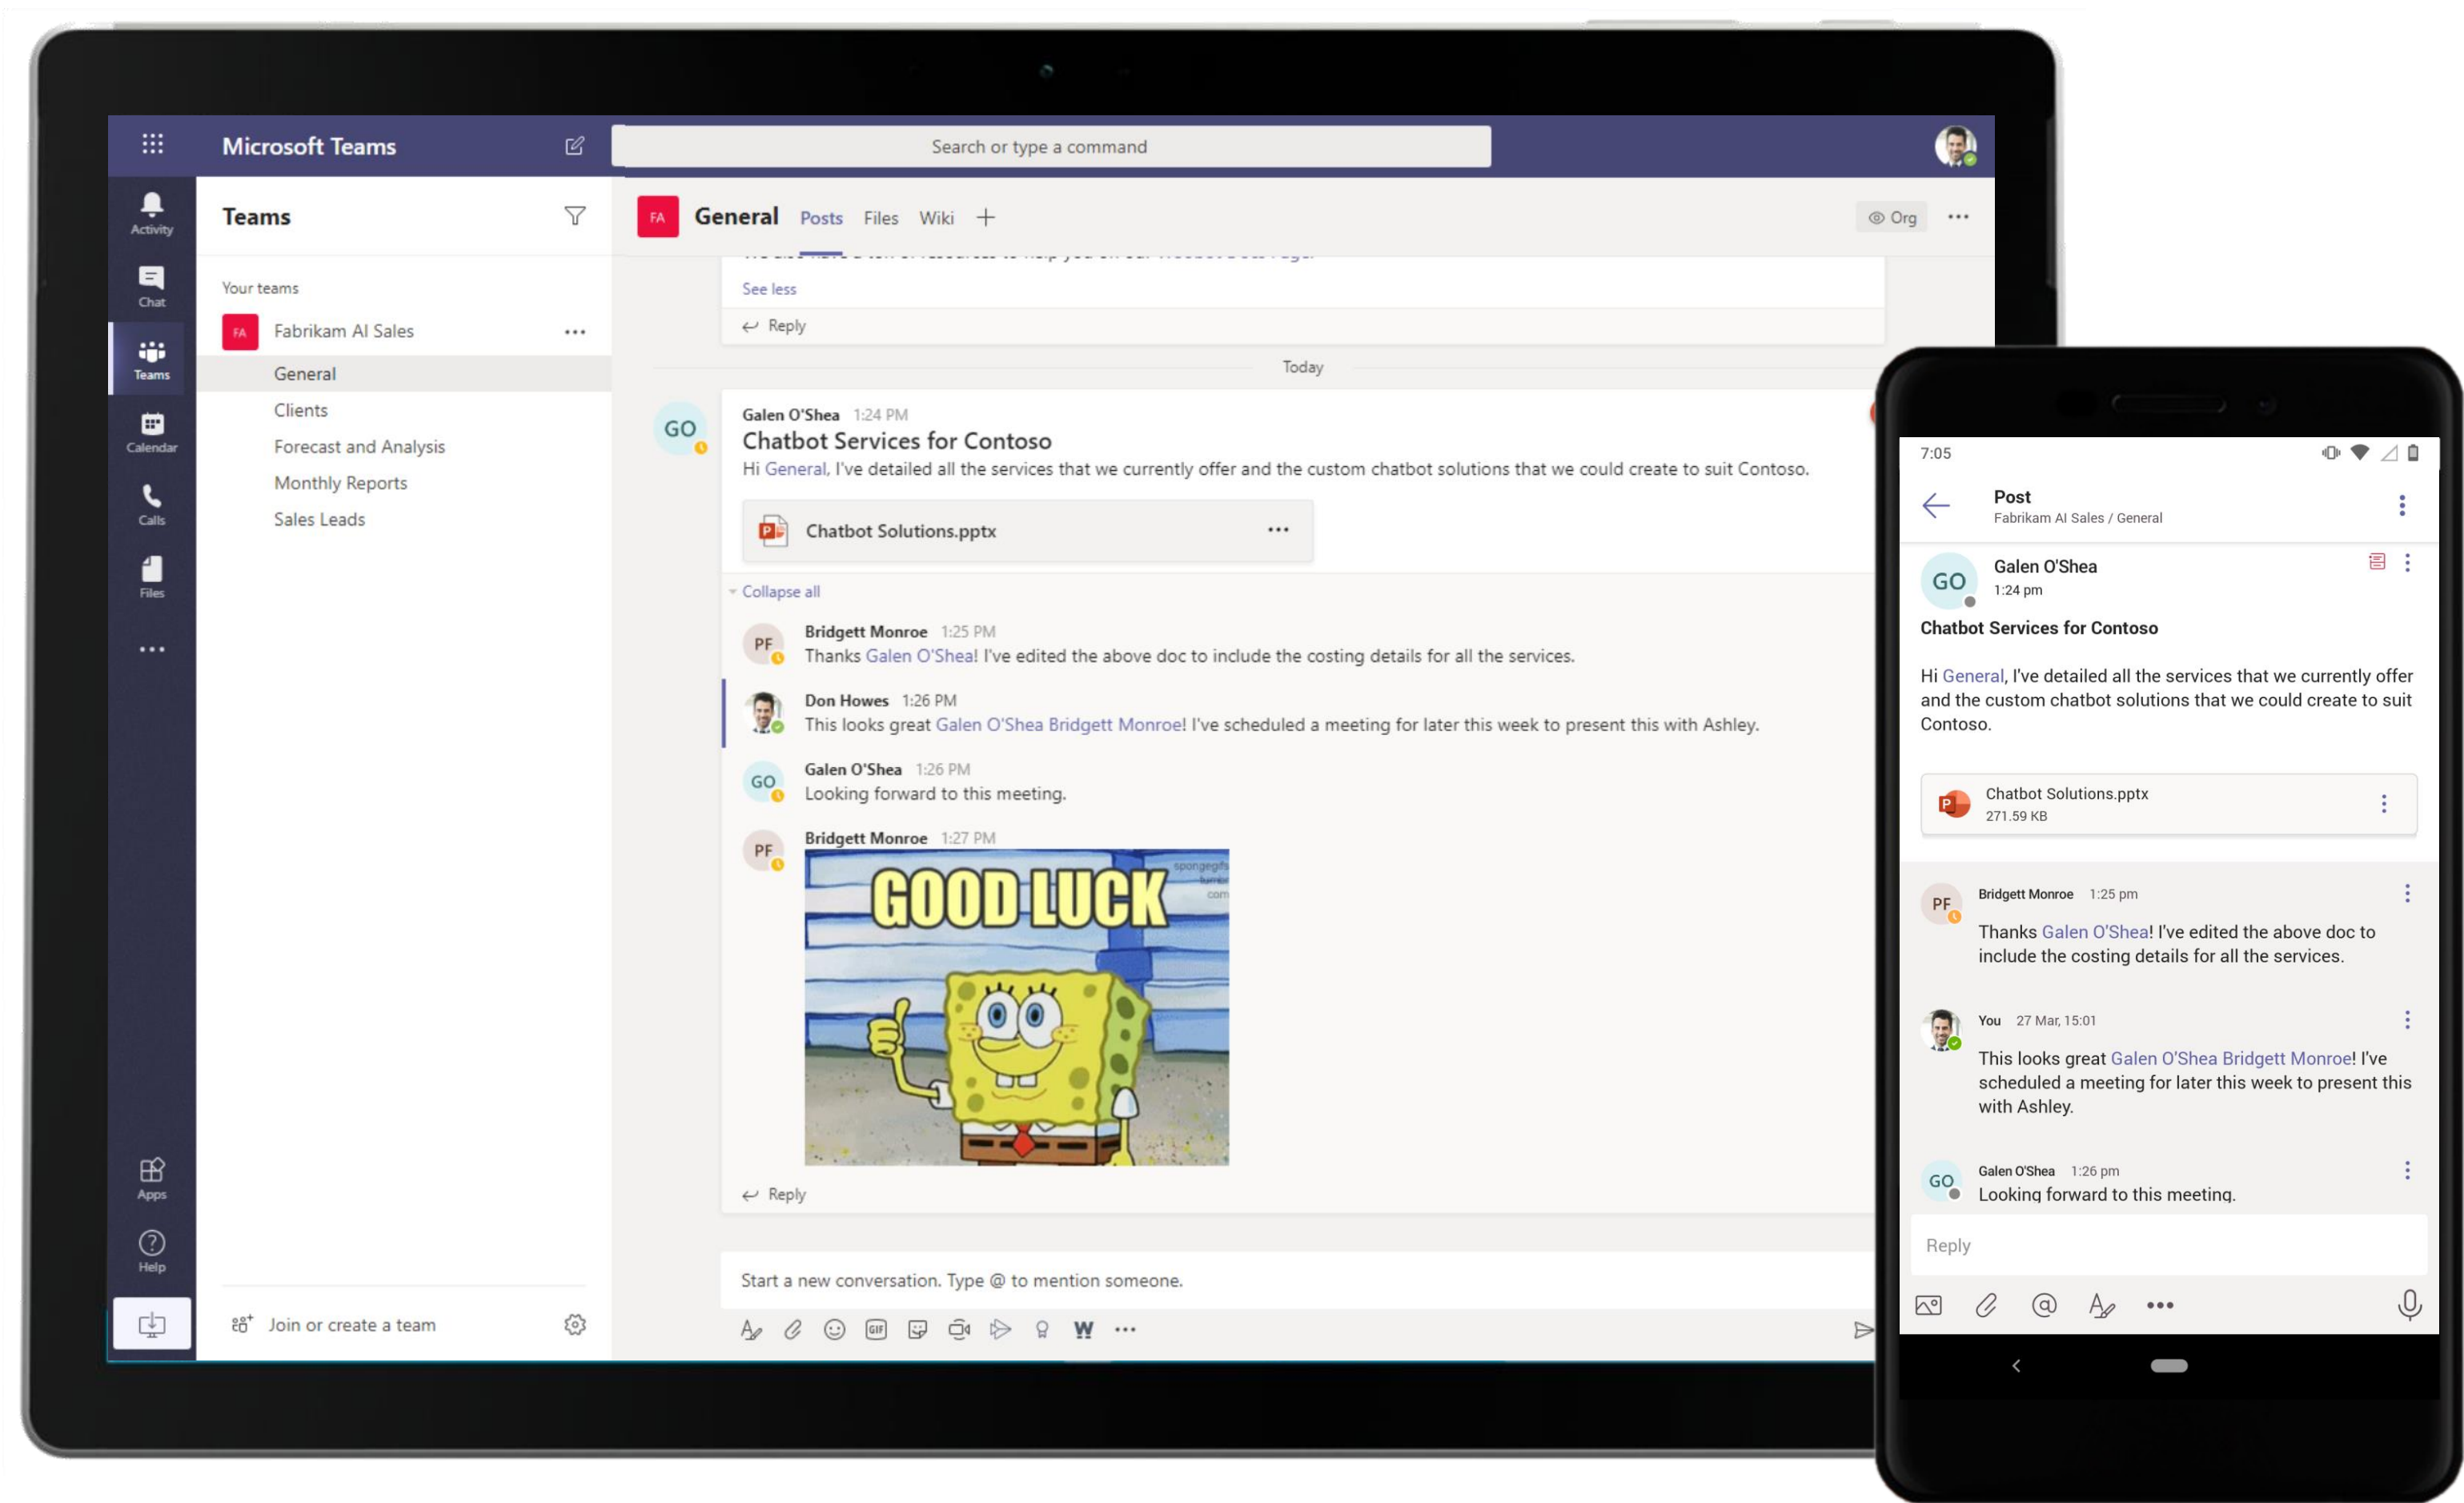 Microsoft Teams
Search or type a command
Activity
Chat
Teams
Calendar
Calls
Files
Apps
Help
Teams
Your teams
FA Fabrikam AI Sales
General
Clients
Forecast and Analysis
Monthly Reports
Sales Leads
Join or create a team
FA General Posts Files Wiki
Org
See less
Reply
Today
GO
Galen O'Shea 1:24 PM
Chatbot Services for Contoso
Hi General, I've detailed all the services that we currently offer and the custom chatbot solutions that we could create to suit Contoso.
Chatbot Solutions.pptx
Collapse all
PF
Bridgett Monroe 1:25 PM
Thanks Galen O'Shea! I've edited the above doc to include the costing details for all the services.
Don Howes 1:26 PM
This looks great Galen O'Shea Bridgett Monroe! I've scheduled a meeting for later this week to present this with Ashley.
GO
Galen O'Shea 1:26 PM
Looking forward to this meeting.
PF
Bridgett Monroe 1:27 PM
GOOD LUCK
spongegifs
tumblr
com
Reply
Start a new conversation. Type @ to mention someone.
GIF
W
7:05
Post
Fabrikam AI Sales / General
GO
Galen O'Shea
1:24 pm
Chatbot Services for Contoso
Hi General, I've detailed all the services that we currently offer
and the custom chatbot solutions that we could create to suit
Contoso.
P
Chatbot Solutions.pptx
271.59 KB
PF
Bridgett Monroe 1:25 pm
Thanks Galen O'Shea! I've edited the above doc to
include the costing details for all the services.
You 27 Mar, 15:01
This looks great Galen O'Shea Bridgett Monroe! I've
scheduled a meeting for later this week to present this
with Ashley.
GO
Galen O'Shea 1:26 pm
Looking forward to this meeting.
Reply